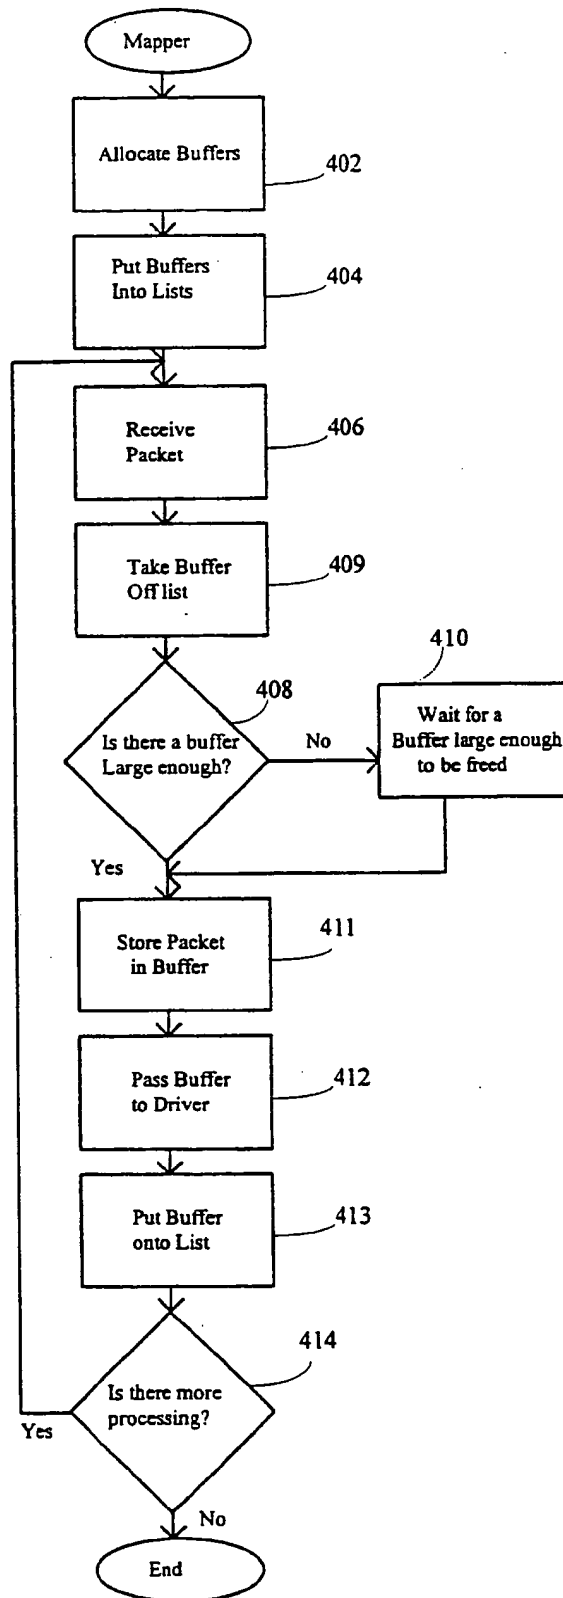 Mapper
Allocate Buffers
402
Put Buffers
Into Lists
404
Receive
Packet
406
Take Buffer
Off list
409
408
Is there a buffer
Large enough?
No
410
Wait for a
Buffer large enough
to be freed
Yes
Store Packet
in Buffer
411
Pass Buffer
to Driver
412
Put Buffer
onto List
413
414
Is there more
processing?
Yes
No
End